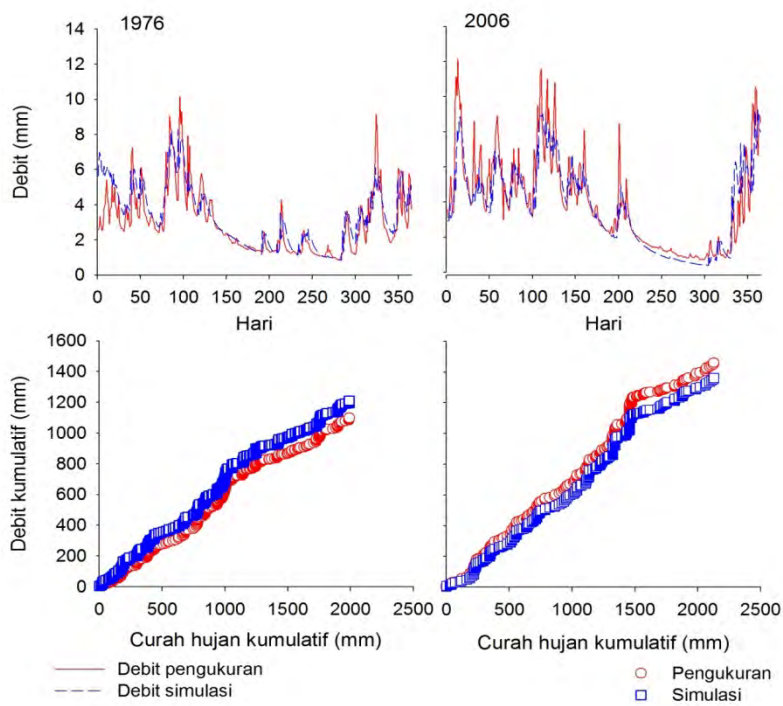 1976
2006
Debit (mm)
14
12
10
8
6
4
2
0
0 50 100 150 200 250 300 350
0 50 100 150 200 250 300 350
Hari
Hari
Debit kumulatif (mm)
1600
1400
1200
1000
800
600
400
200
0
0 500 1000 1500 2000 2500
0 500 1000 1500 2000 2500
Curah hujan kumulatif (mm)
Curah hujan kumulatif (mm)
Debit pengukuran
Debit simulasi
Pengukuran
Simulasi